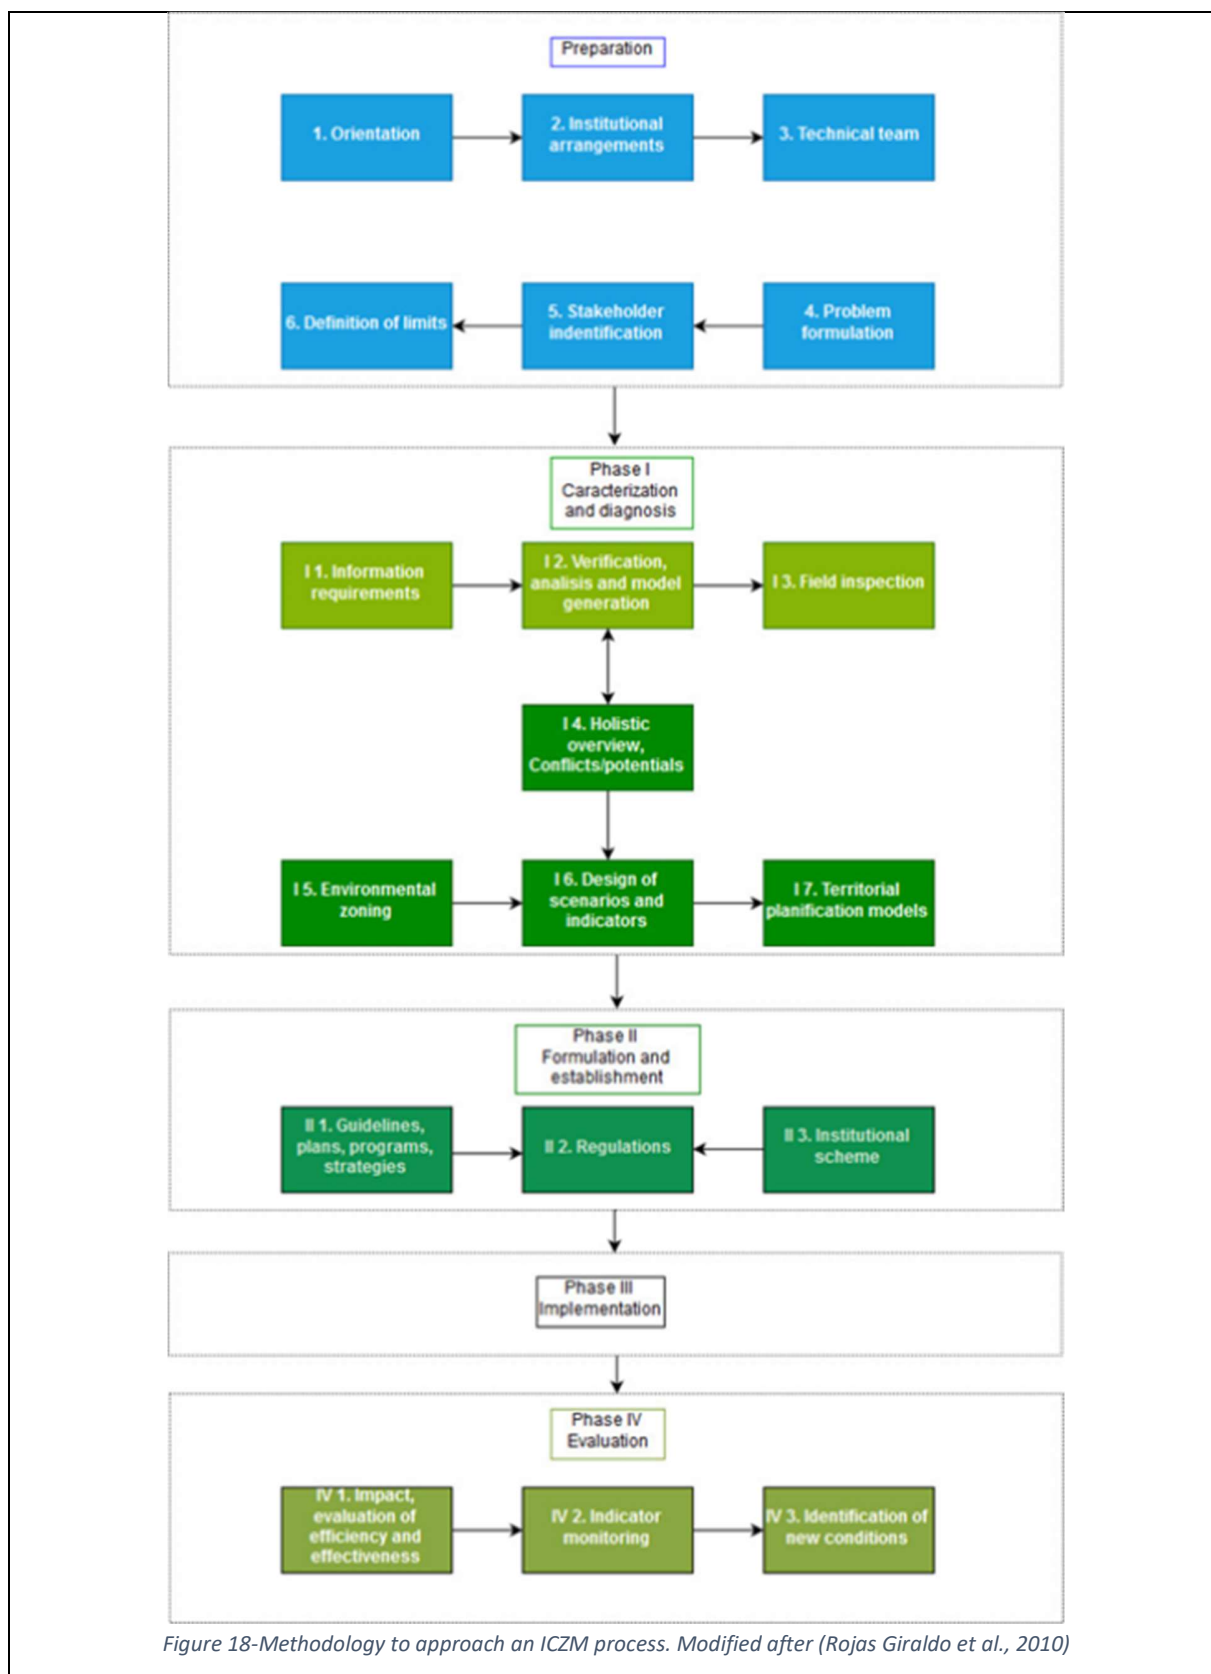 Preparation
1. Orientation
2. Institutional
arrangements
3. Technical team
6. Definition of limits
5. Stakeholder
indentification
4. Problem
formulation
Phase I
Caracterization
and diagnosis
I 1. Information
requirements
I 2. Verification,
analisis and model
generation
I 3. Field inspection
I 4. Holistic
overview,
Conflicts/potentials
I 5. Environmental
zoning
I 6. Design of
scenarios and
indicators
I 7. Territorial
planification models
Phase II
Formulation and
establishment
II 1. Guidelines,
plans, programs,
strategies
II 2. Regulations
II 3. Institutional
scheme
Phase III
Implementation
Phase IV
Evaluation
IV 1. Impact,
evaluation of
efficiency and
effectiveness
IV 2. Indicator
monitoring
IV 3. Identification of
new conditions
Figure 18-Methodology to approach an ICZM process. Modified after (Rojas Giraldo et al., 2010)